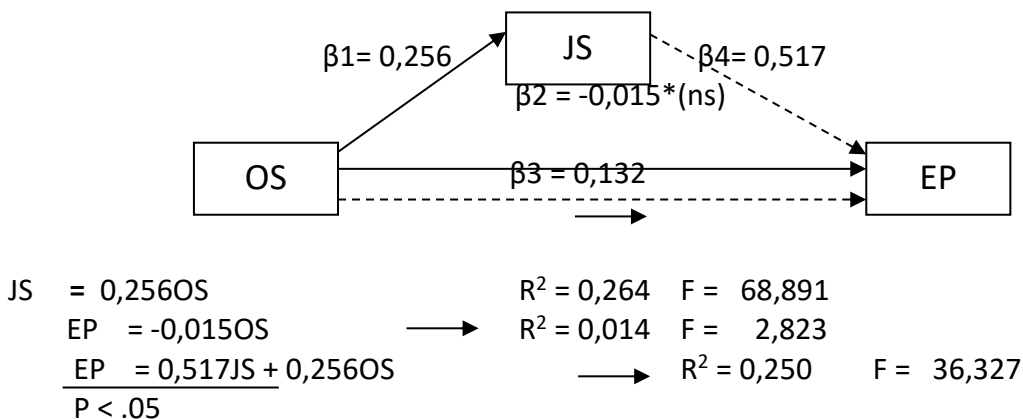 JS
β1= 0,256
β4= 0,517
β2 = -0,015*(ns)
OS
EP
β3 = 0,132
JS = 0,256OS R² = 0,264 F = 68,891
EP = -0,015OS R² = 0,014 F = 2,823
EP = 0,517JS + 0,256OS R² = 0,250 F = 36,327
P < .05